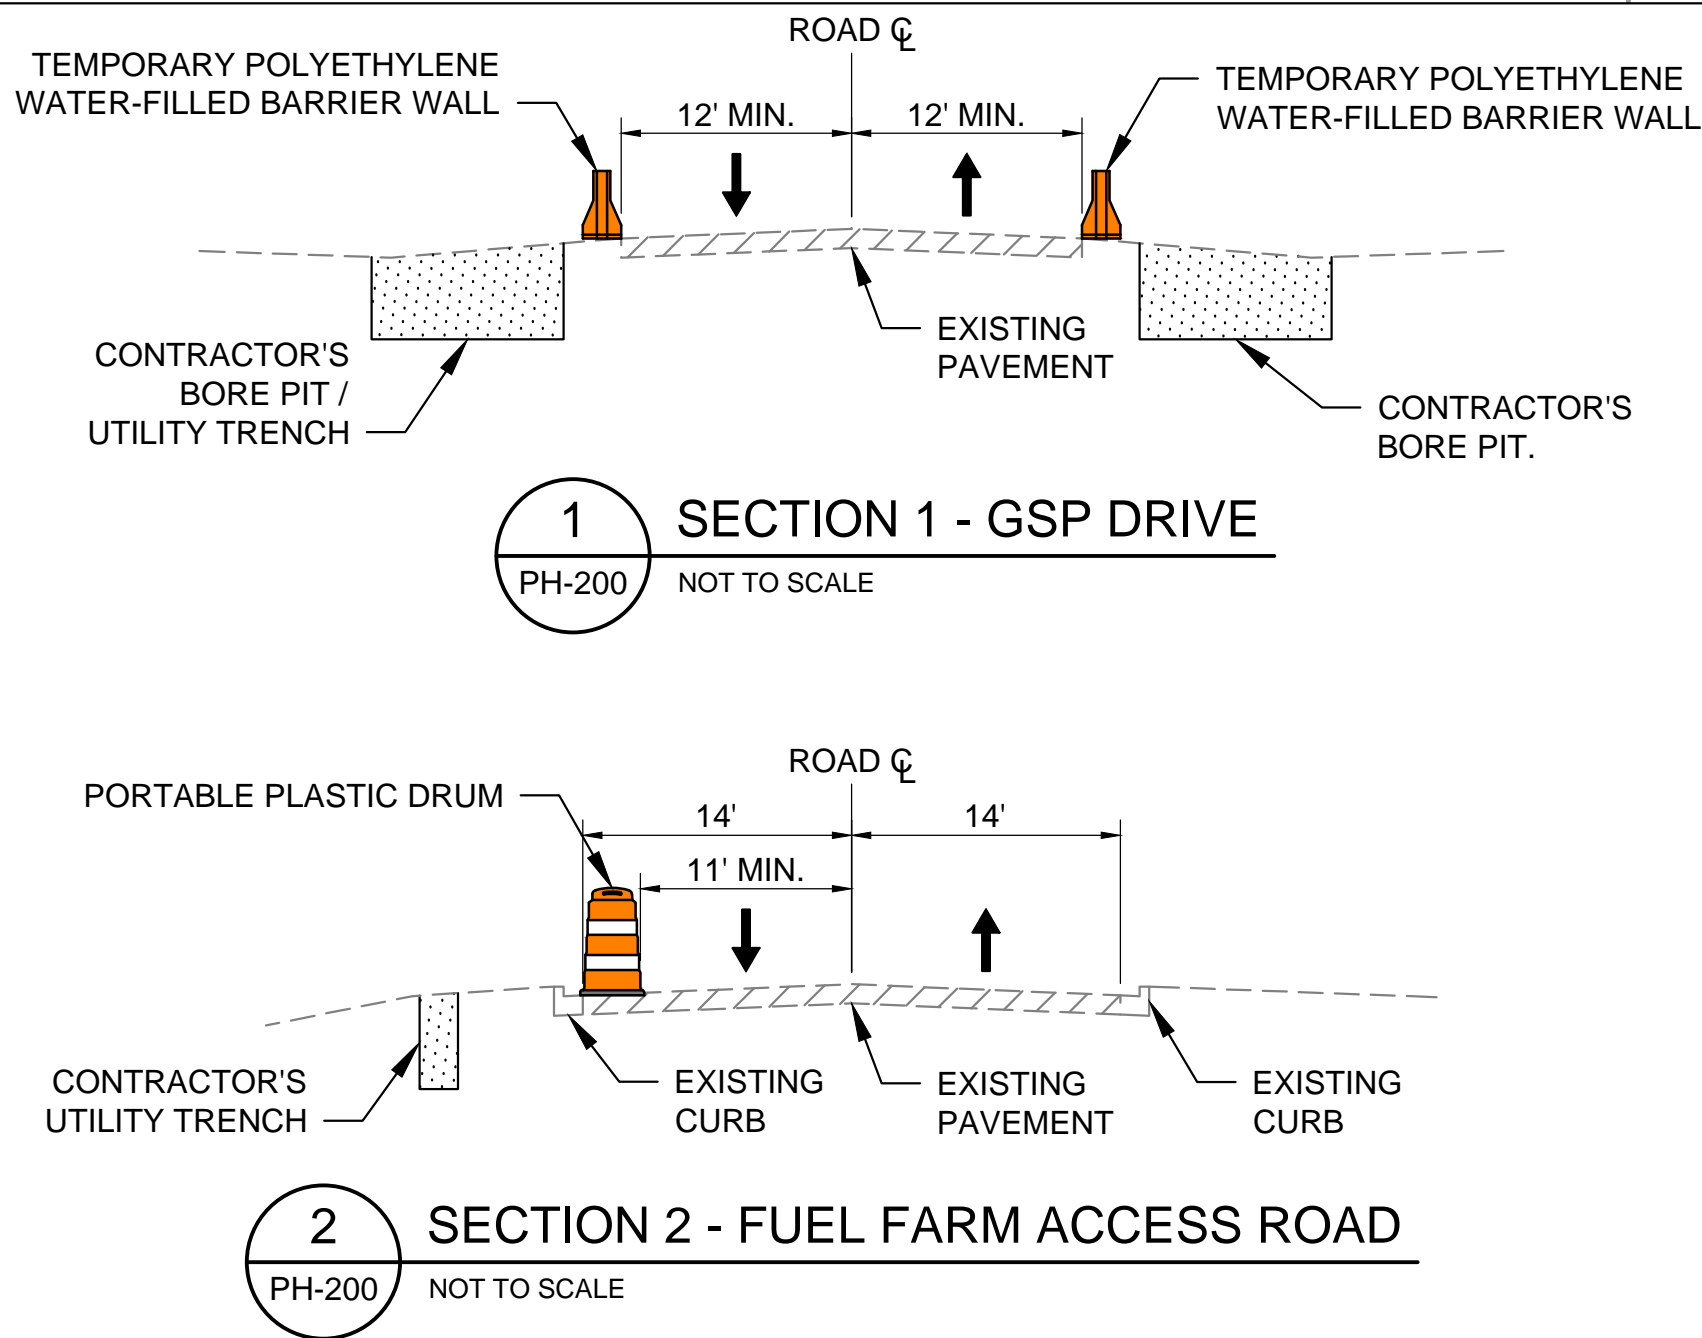 ROAD ℄
TEMPORARY POLYETHYLENE
WATER-FILLED BARRIER WALL
TEMPORARY POLYETHYLENE
WATER-FILLED BARRIER WALL
12' MIN.
12' MIN.
EXISTING
PAVEMENT
CONTRACTOR'S
BORE PIT /
UTILITY TRENCH
CONTRACTOR'S
BORE PIT.
1
PH-200
SECTION 1 - GSP DRIVE
NOT TO SCALE
ROAD ℄
PORTABLE PLASTIC DRUM
14'
14'
11' MIN.
CONTRACTOR'S
UTILITY TRENCH
EXISTING
CURB
EXISTING
PAVEMENT
EXISTING
CURB
2
PH-200
SECTION 2 - FUEL FARM ACCESS ROAD
NOT TO SCALE